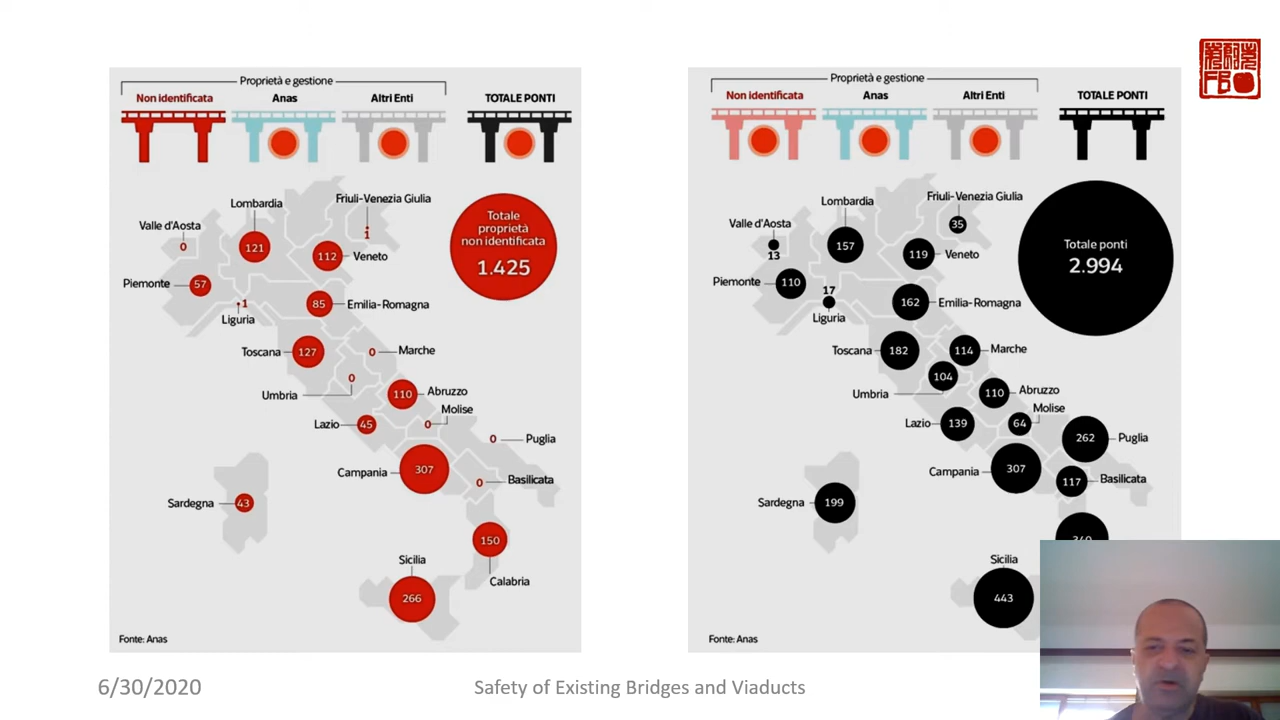 Proprietà e gestione
Non identificata
Anas
Altri Enti
TOTALE PONTI
Lombardia
Friuli-Venezia Giulia
Valle d'Aosta
0
121
1
112
Veneto
Totale
proprietà
non identificata
1.425
Piemonte
57
1
Liguria
85
Emilia-Romagna
Toscana
127
0
Marche
0
Umbria
110
Abruzzo
Molise
Lazio
45
0
0
Puglia
Campania
307
0
Basilicata
Sardegna
43
150
Calabria
Sicilia
266
Fonte: Anas
Proprietà e gestione
Non identificata
Anas
Altri Enti
TOTALE PONTI
Lombardia
Friuli-Venezia Giulia
Valle d'Aosta
13
157
35
119
Veneto
Totale ponti
2.994
Piemonte
110
17
Liguria
162
Emilia-Romagna
Toscana
182
114
Marche
104
Umbria
110
Abruzzo
Molise
Lazio
139
64
262
Puglia
Campania
307
117
Basilicata
Sardegna
199
Sicilia
443
Fonte: Anas
FB
6/30/2020
Safety of Existing Bridges and Viaducts